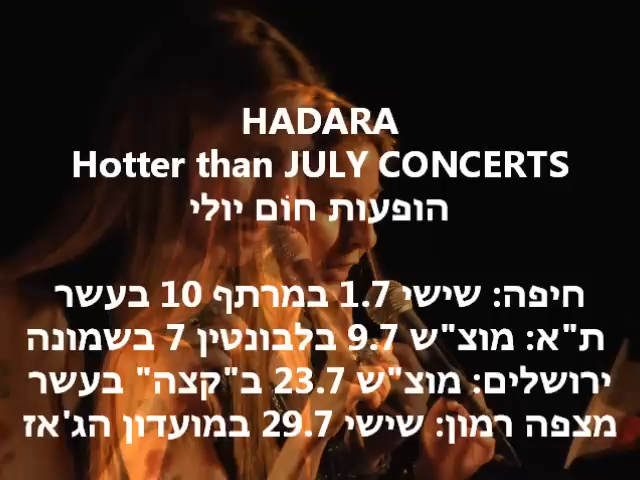 HADARA
Hotter than JULY CONCERTS
הופעות חוֹם יולי
חיפה: שישי 1.7 במרתף 10 בעשר
ת"א: מוצ"ש 9.7 בלבונטין 7 בשמונה
ירושלים: מוצ"ש 23.7 ב"קצה" בעשר
מצפה רמון: שישי 29.7 במועדון הג'אז